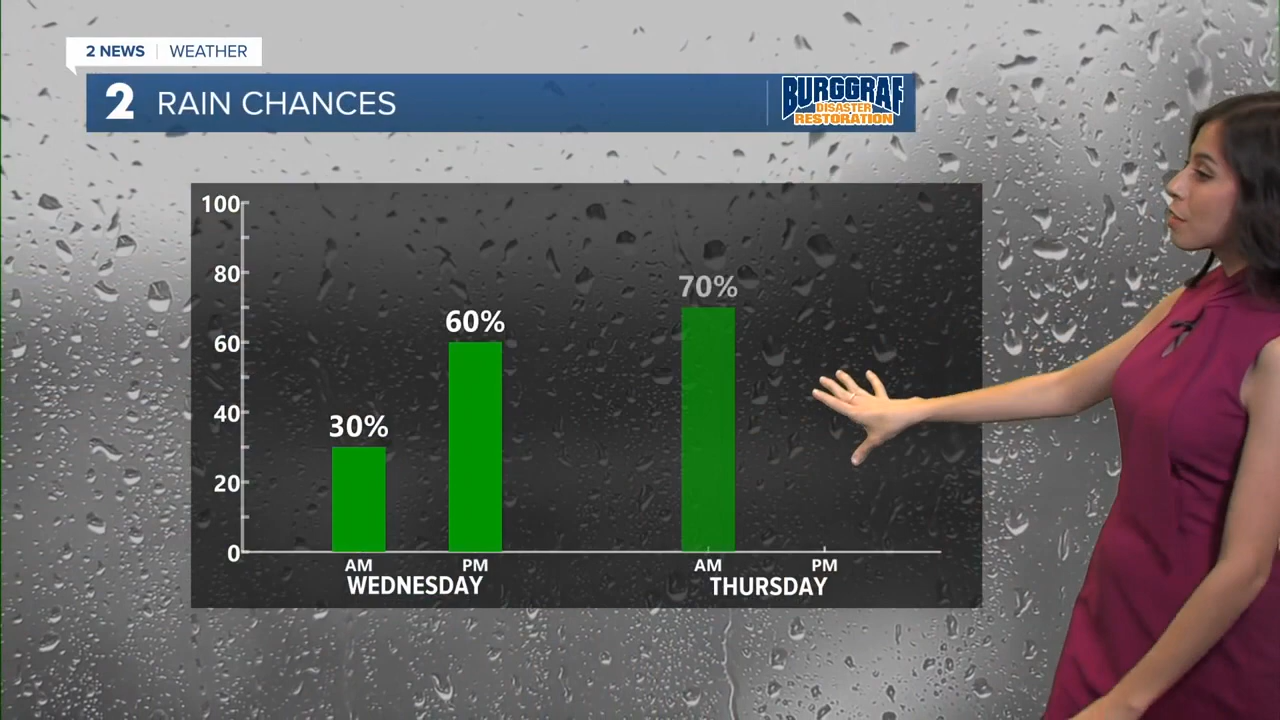 2 NEWS | WEATHER
2 RAIN CHANCES
BURGGRAF
DISASTER
RESTORATION
100
80
60
40
20
0
30%
60%
70%
AM PM AM PM
WEDNESDAY THURSDAY